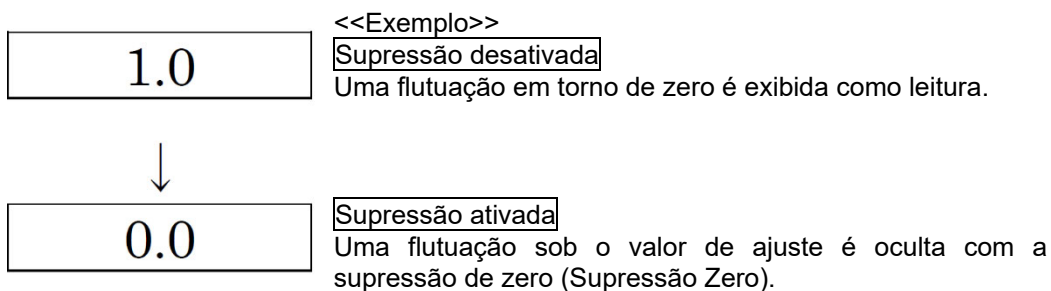 <<Exemplo>>
1.0
Supressão desativada
Uma flutuação em torno de zero é exibida como leitura.
↓
0.0
Supressão ativada
Uma flutuação sob o valor de ajuste é oculta com a
supressão de zero (Supressão Zero).